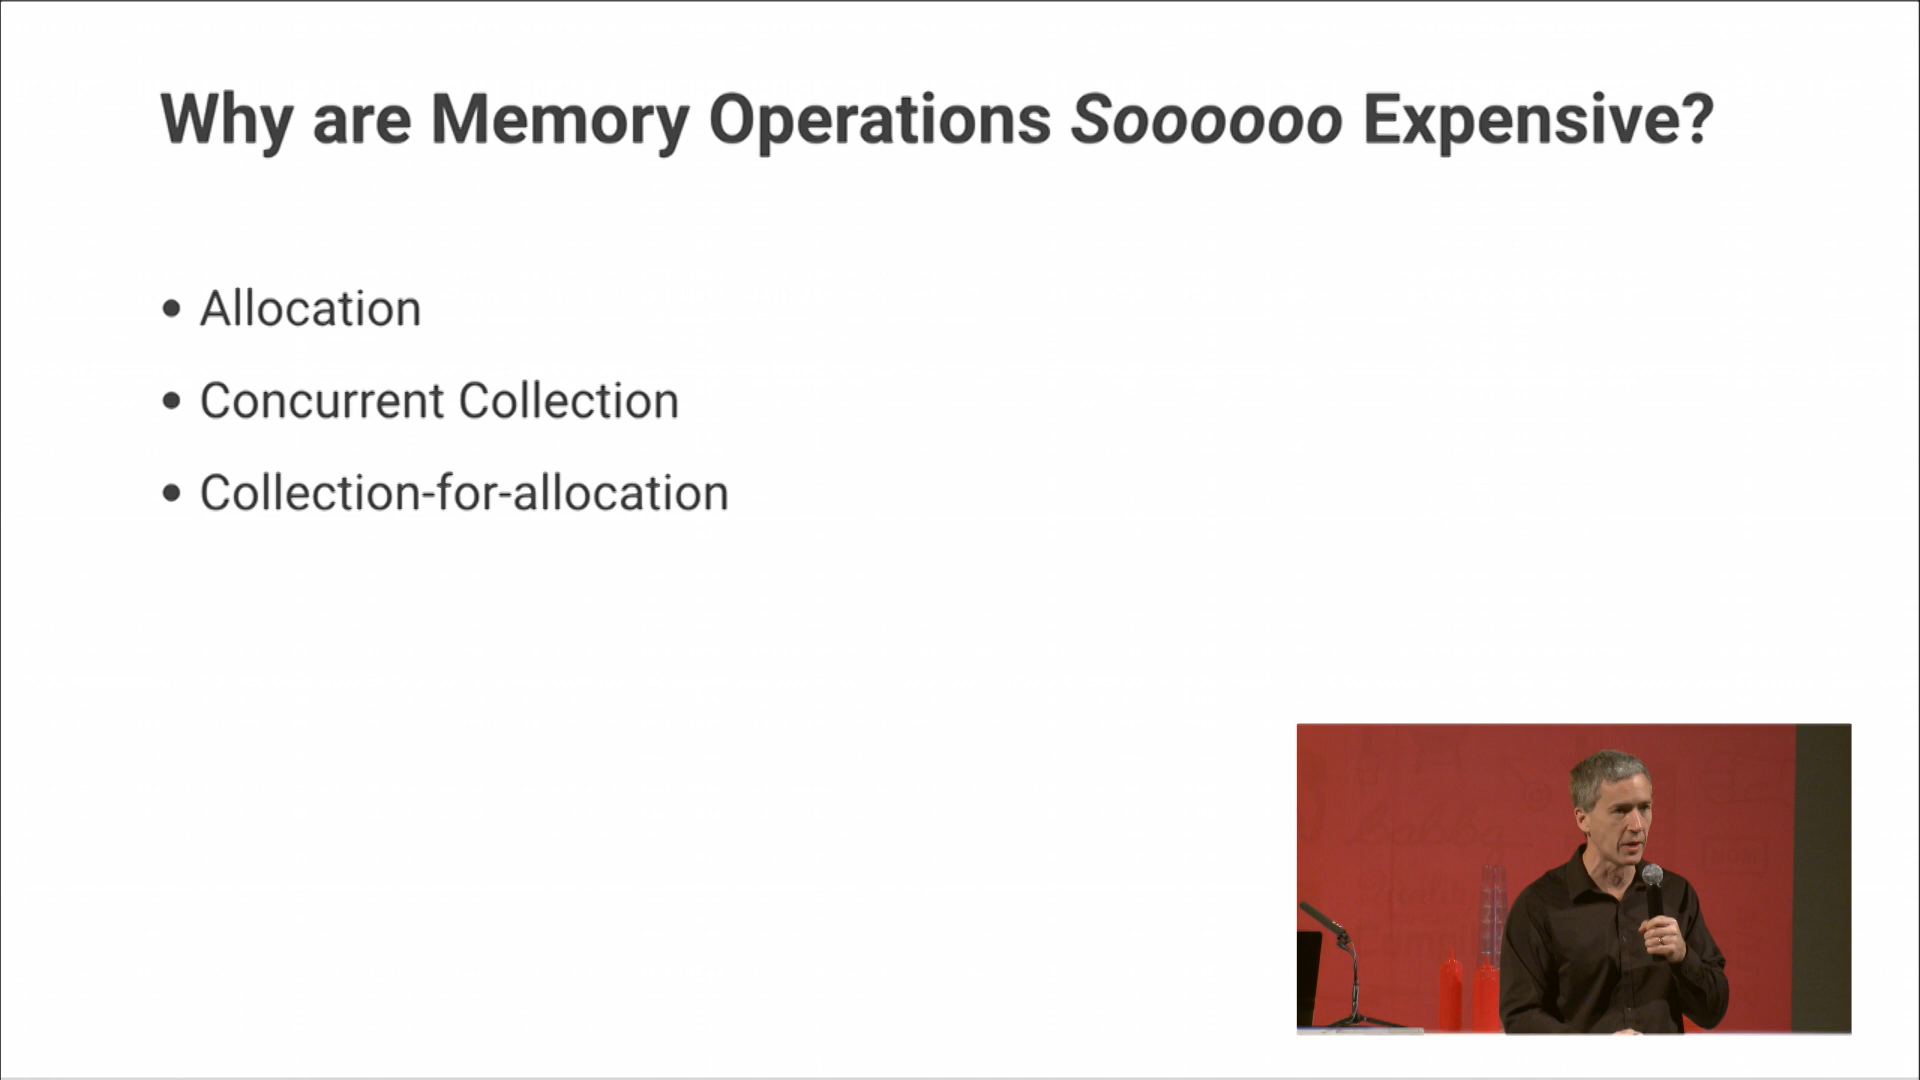 Why are Memory Operations Soooooo Expensive?
• Allocation
• Concurrent Collection
• Collection-for-allocation